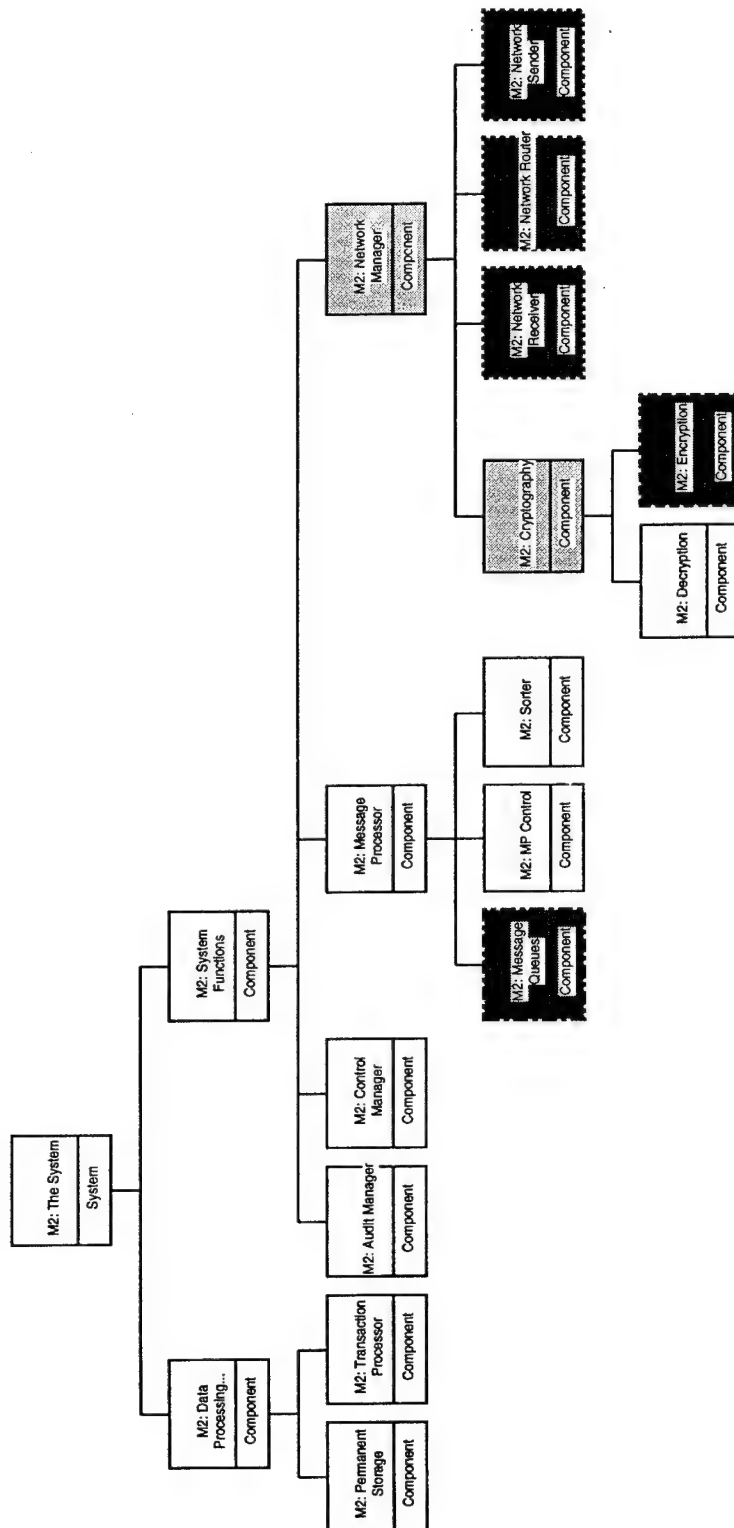 M2: The System
System
M2: Data
Processing...
Component
M2: System
Functions
Component
M2: Permanent
Storage
Component
M2: Transaction
Processor
Component
M2: Audit Manager
Component
M2: Control
Manager
Component
M2: Message
Processor
Component
M2: Network
Manager
Component
M2: Message
Queues
Component
M2: MP Control
Component
M2: Sorter
Component
M2: Cryptography
Component
M2: Network
Receiver
Component
M2: Network Router
Component
M2: Network
Sender
Component
M2: Decryption
Component
M2: Encryption
Component